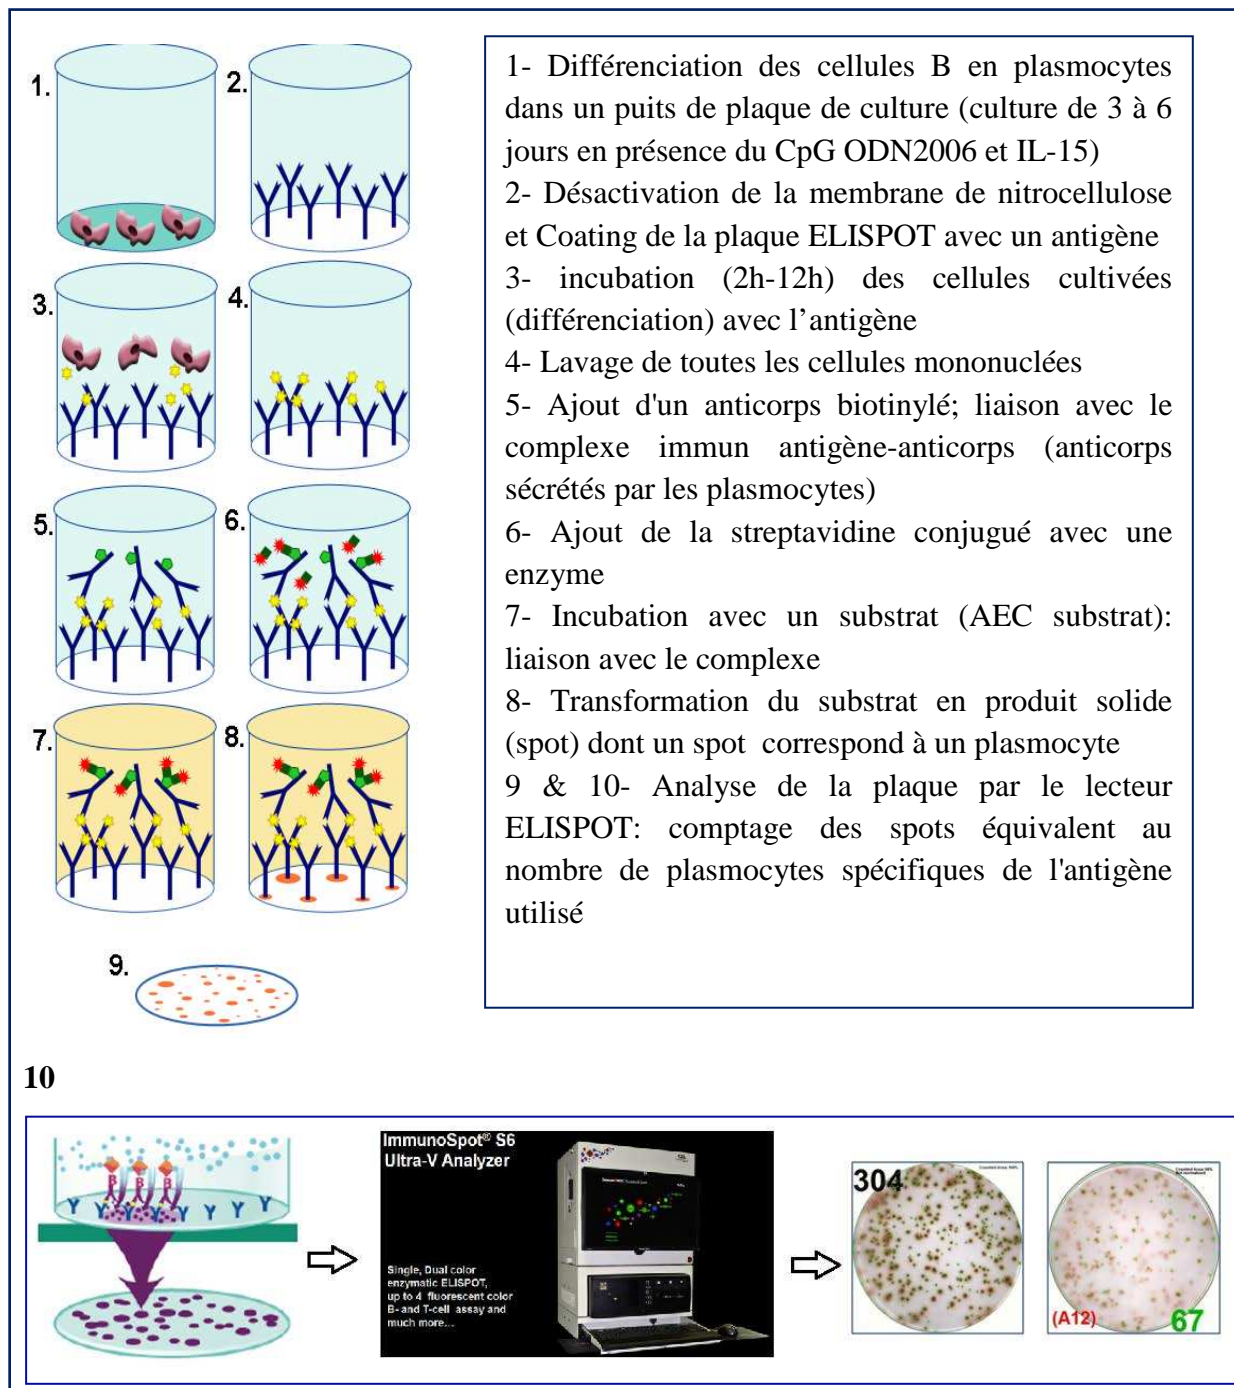 1.
2.
3.
4.
5.
6.
7.
8.
9.
1- Différenciation des cellules B en plasmocytes
dans un puits de plaque de culture (culture de 3 à 6
jours en présence du CpG ODN2006 et IL-15)
2- Désactivation de la membrane de nitrocellulose
et Coating de la plaque ELISPOT avec un antigène
3- incubation (2h-12h) des cellules cultivées
(différenciation) avec l’antigène
4- Lavage de toutes les cellules mononuclées
5- Ajout d'un anticorps biotinylé; liaison avec le
complexe immun antigène-anticorps (anticorps
sécrétés par les plasmocytes)
6- Ajout de la streptavidine conjugué avec une
enzyme
7- Incubation avec un substrat (AEC substrat):
liaison avec le complexe
8- Transformation du substrat en produit solide
(spot) dont un spot correspond à un plasmocyte
9 & 10- Analyse de la plaque par le lecteur
ELISPOT: comptage des spots équivalent au
nombre de plasmocytes spécifiques de l'antigène
utilisé
10
B B B
ImmunoSpot® S6
Ultra-V Analyzer
Single, Dual color
enzymatic ELISPOT,
up to 4 fluorescent color
B- and T-cell assay and
much more...
304
(A12)
67